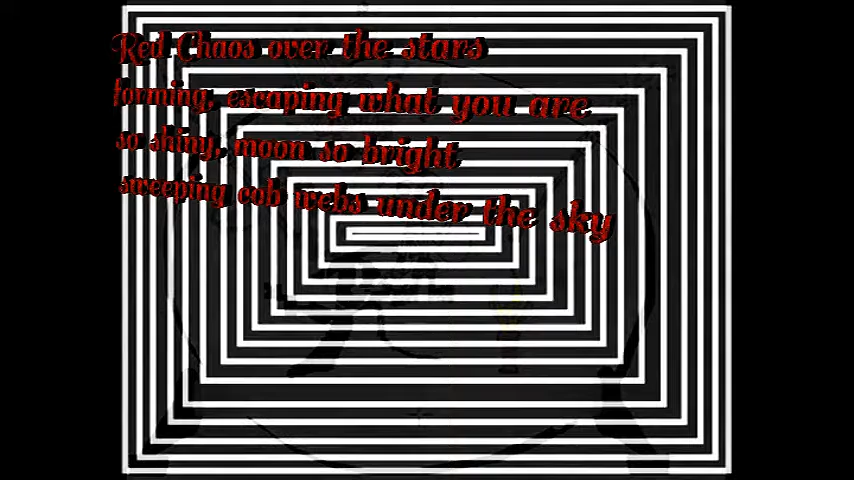 Red Chaos over the stars
forming, escaping what you are
so shiny, moon so bright,
sweeping cob webs under the sky